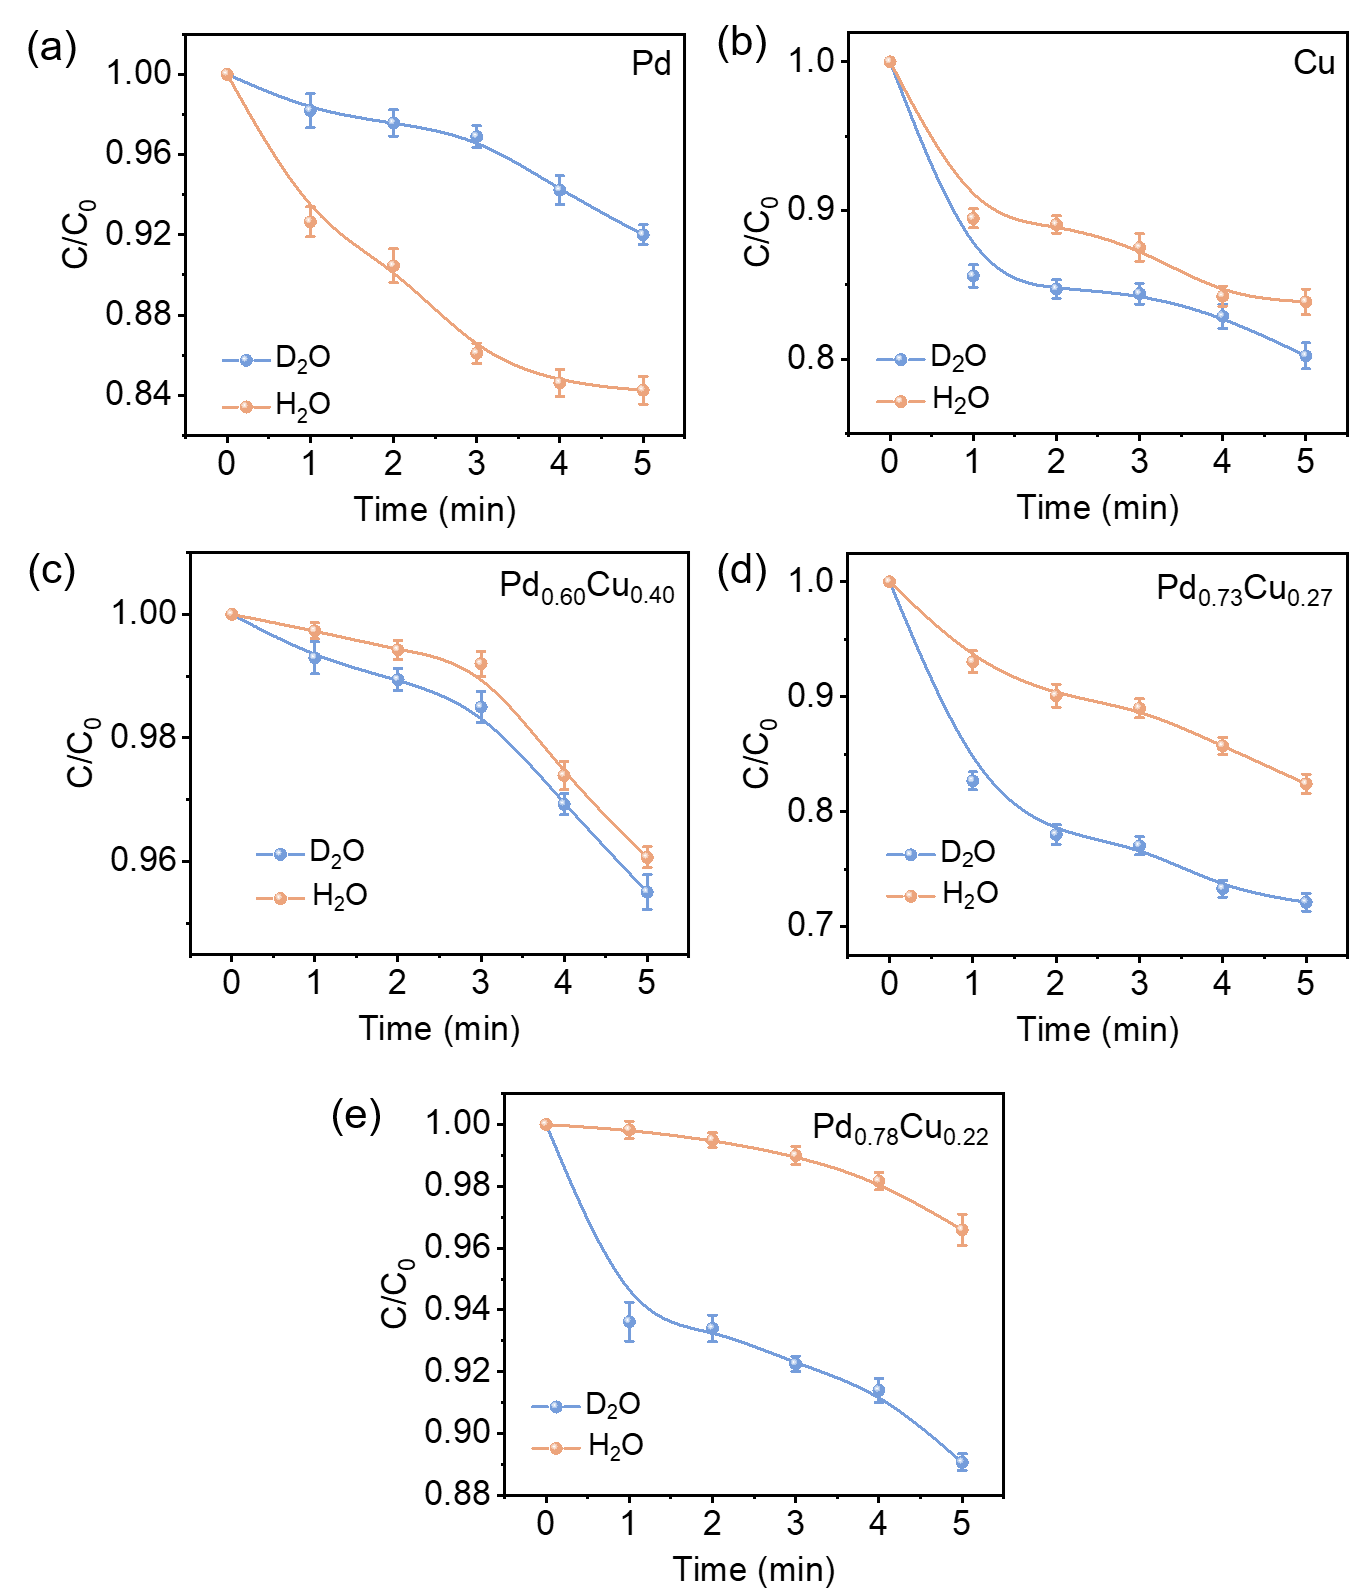 (a)
Pd
1.00
0.96
0.92
0.88
0.84
C/C₀
D₂O
H₂O
0 1 2 3 4 5
Time (min)
(b)
Cu
1.0
0.9
0.8
C/C₀
D₂O
H₂O
0 1 2 3 4 5
Time (min)
(c)
Pd₀.₆₀Cu₀.₄₀
1.00
0.98
0.96
C/C₀
D₂O
H₂O
0 1 2 3 4 5
Time (min)
(d)
Pd₀.₇₃Cu₀.₂₇
1.0
0.9
0.8
0.7
C/C₀
D₂O
H₂O
0 1 2 3 4 5
Time (min)
(e)
Pd₀.₇₈Cu₀.₂₂
1.00
0.98
0.96
0.94
0.92
0.90
0.88
C/C₀
D₂O
H₂O
0 1 2 3 4 5
Time (min)